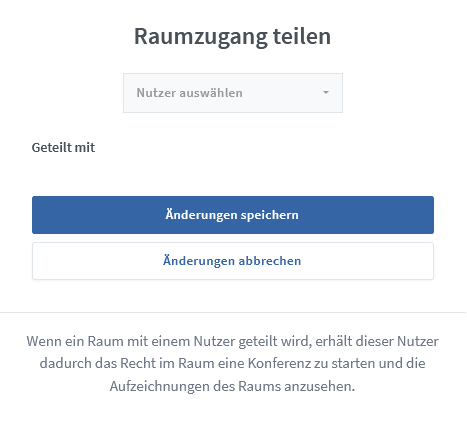 Raumzugang teilen
Nutzer auswählen
Geteilt mit
Änderungen speichern
Änderungen abbrechen
Wenn ein Raum mit einem Nutzer geteilt wird, erhält dieser Nutzer
dadurch das Recht im Raum eine Konferenz zu starten und die
Aufzeichnungen des Raums anzusehen.